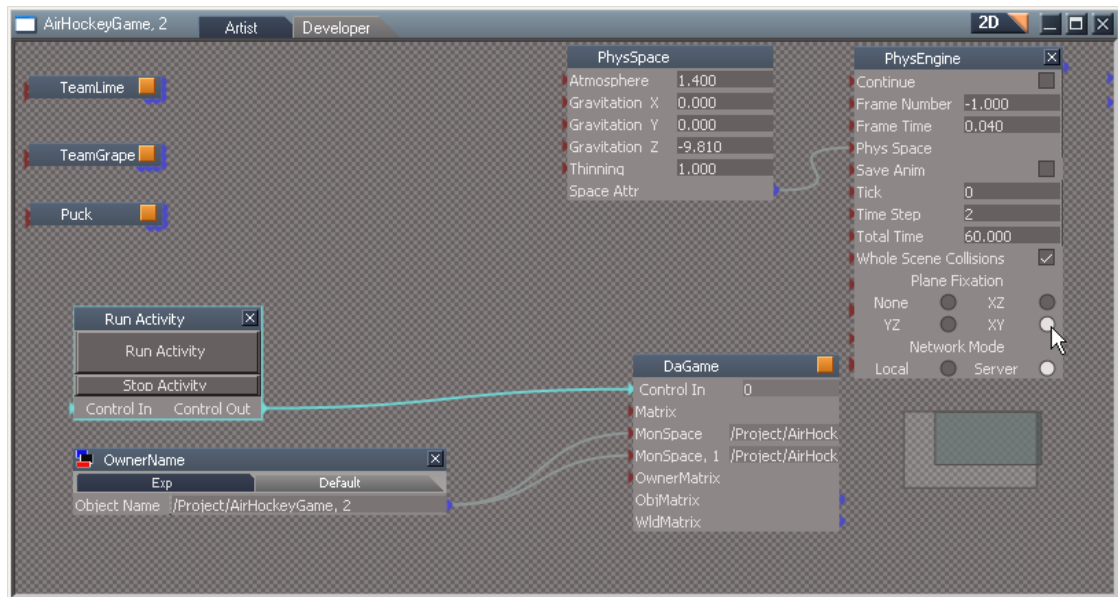 AirHockeyGame, 2 Artist Developer 2D
TeamLime
TeamGrape
Puck
PhysSpace
Atmosphere 1.400
Gravitation X 0.000
Gravitation Y 0.000
Gravitation Z -9.810
Thinning 1.000
Space Attr
PhysEngine
Continue
Frame Number -1.000
Frame Time 0.040
Phys Space
Save Anim
Tick 0
Time Step 2
Total Time 60.000
Whole Scene Collisions
Plane Fixation
None XZ
YZ XY
Network Mode
Local Server
Run Activity
Run Activity
Stop Activity
Control In Control Out
OwnerName
Exp Default
Object Name /Project/AirHockeyGame, 2
DaGame
Control In 0
Matrix
MonSpace /Project/AirHock
MonSpace, 1 /Project/AirHock
OwnerMatrix
ObjMatrix
WldMatrix